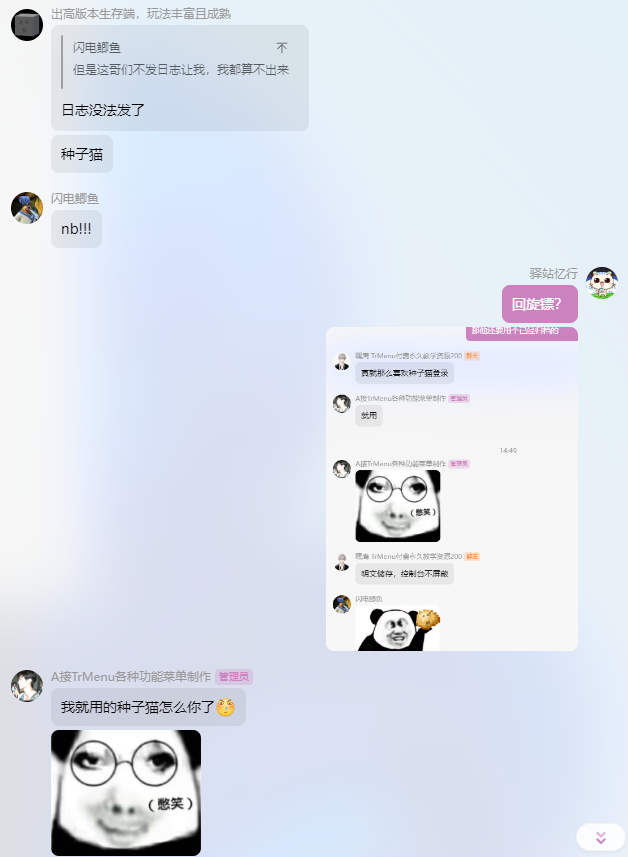 出高版本生存端，玩法丰富且成熟
闪电鲫鱼
但是这哥们不发日志让我，我都算不出来
日志没法发了
种子猫
闪电鲫鱼
nb!!!
驿站忆行
回旋镖？
TrMenu付费永久教学资源200
真就那么喜欢种子猫登录
A接TrMenu各种功能菜单制作 管理员
就用
14:49
A接TrMenu各种功能菜单制作 管理员
（憨笑）
TrMenu付费永久教学资源200 群主
明文储存，控制台不屏蔽
闪电鲫鱼
A接TrMenu各种功能菜单制作 管理员
我就用的种子猫怎么你了
（憨笑）